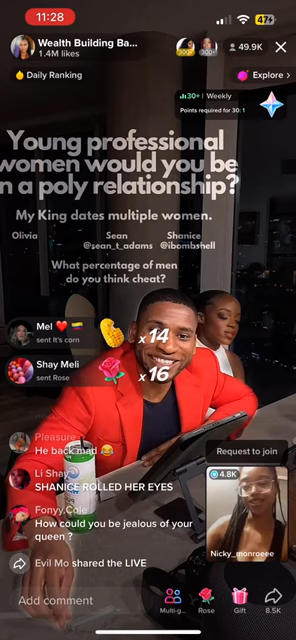 11:28
47
Wealth Building Ba...
1.4M likes
49.9K
Daily Ranking
Explore >
30+ | Weekly
Points required for 30: 1
Young professional
women would you be
n a poly relationship?
My King dates multiple women.
Olivia Sean Shanice
@sean_t_adams @ibombshell
What percentage of men
do you think cheat?
Mel
sent It's corn
x 14
Shay Meli
sent Rose
x 16
Pleasure
He back mad 😂
Li Shay
SHANICE ROLLED HER EYES
Fonyy.Cole
How could you be jealous of your
queen ?
Evil Mo shared the LIVE
Request to join
4.8K
Nicky_monroeee
Add comment
Multi-g...
Rose
Gift
8.5K